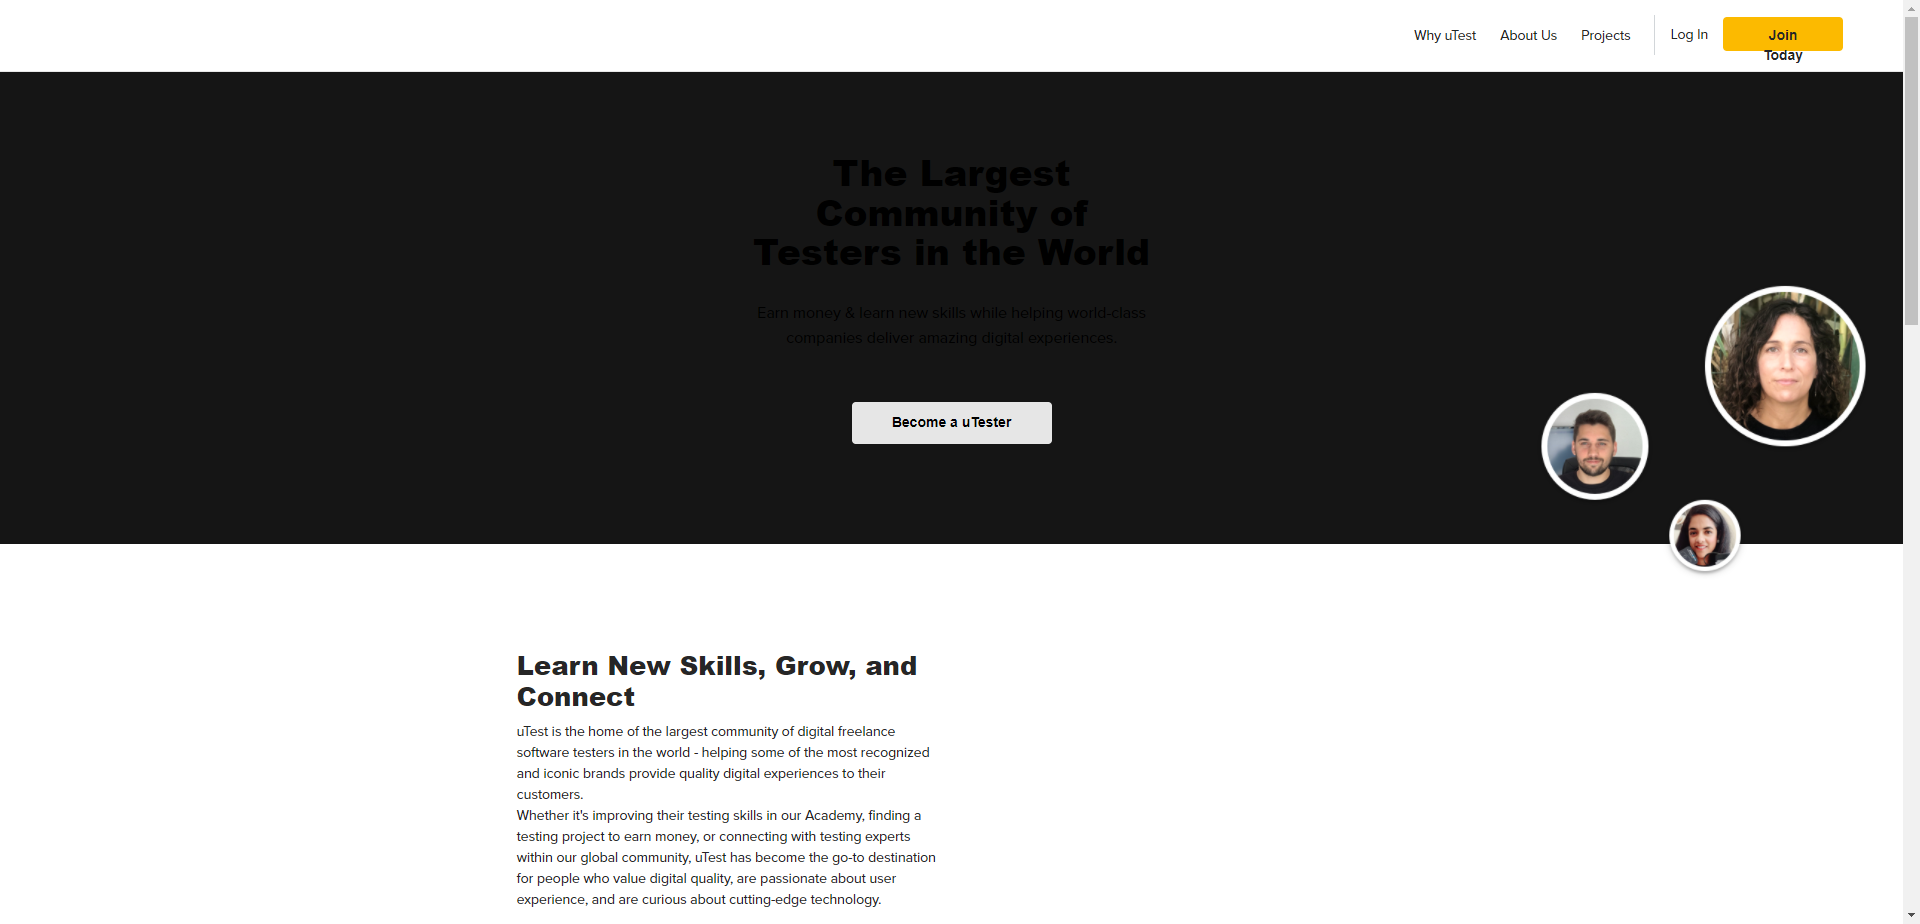 Why uTest
About Us
Projects
Log In
Join
Today
The Largest
Community of
Testers in the World
Earn money & learn new skills while helping world-class
companies deliver amazing digital experiences.
Become a uTester
Learn New Skills, Grow, and
Connect
uTest is the home of the largest community of digital freelance
software testers in the world - helping some of the most recognized
and iconic brands provide quality digital experiences to their
customers.
Whether it's improving their testing skills in our Academy, finding a
testing project to earn money, or connecting with testing experts
within our global community, uTest has become the go-to destination
for people who value digital quality, are passionate about user
experience, and are curious about cutting-edge technology.